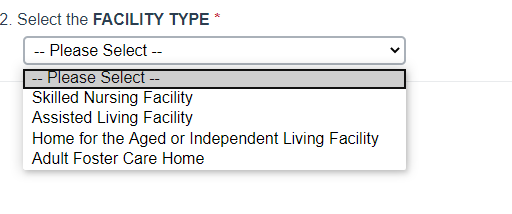 2. Select the FACILITY TYPE *
-- Please Select --
-- Please Select --
Skilled Nursing Facility
Assisted Living Facility
Home for the Aged or Independent Living Facility
Adult Foster Care Home